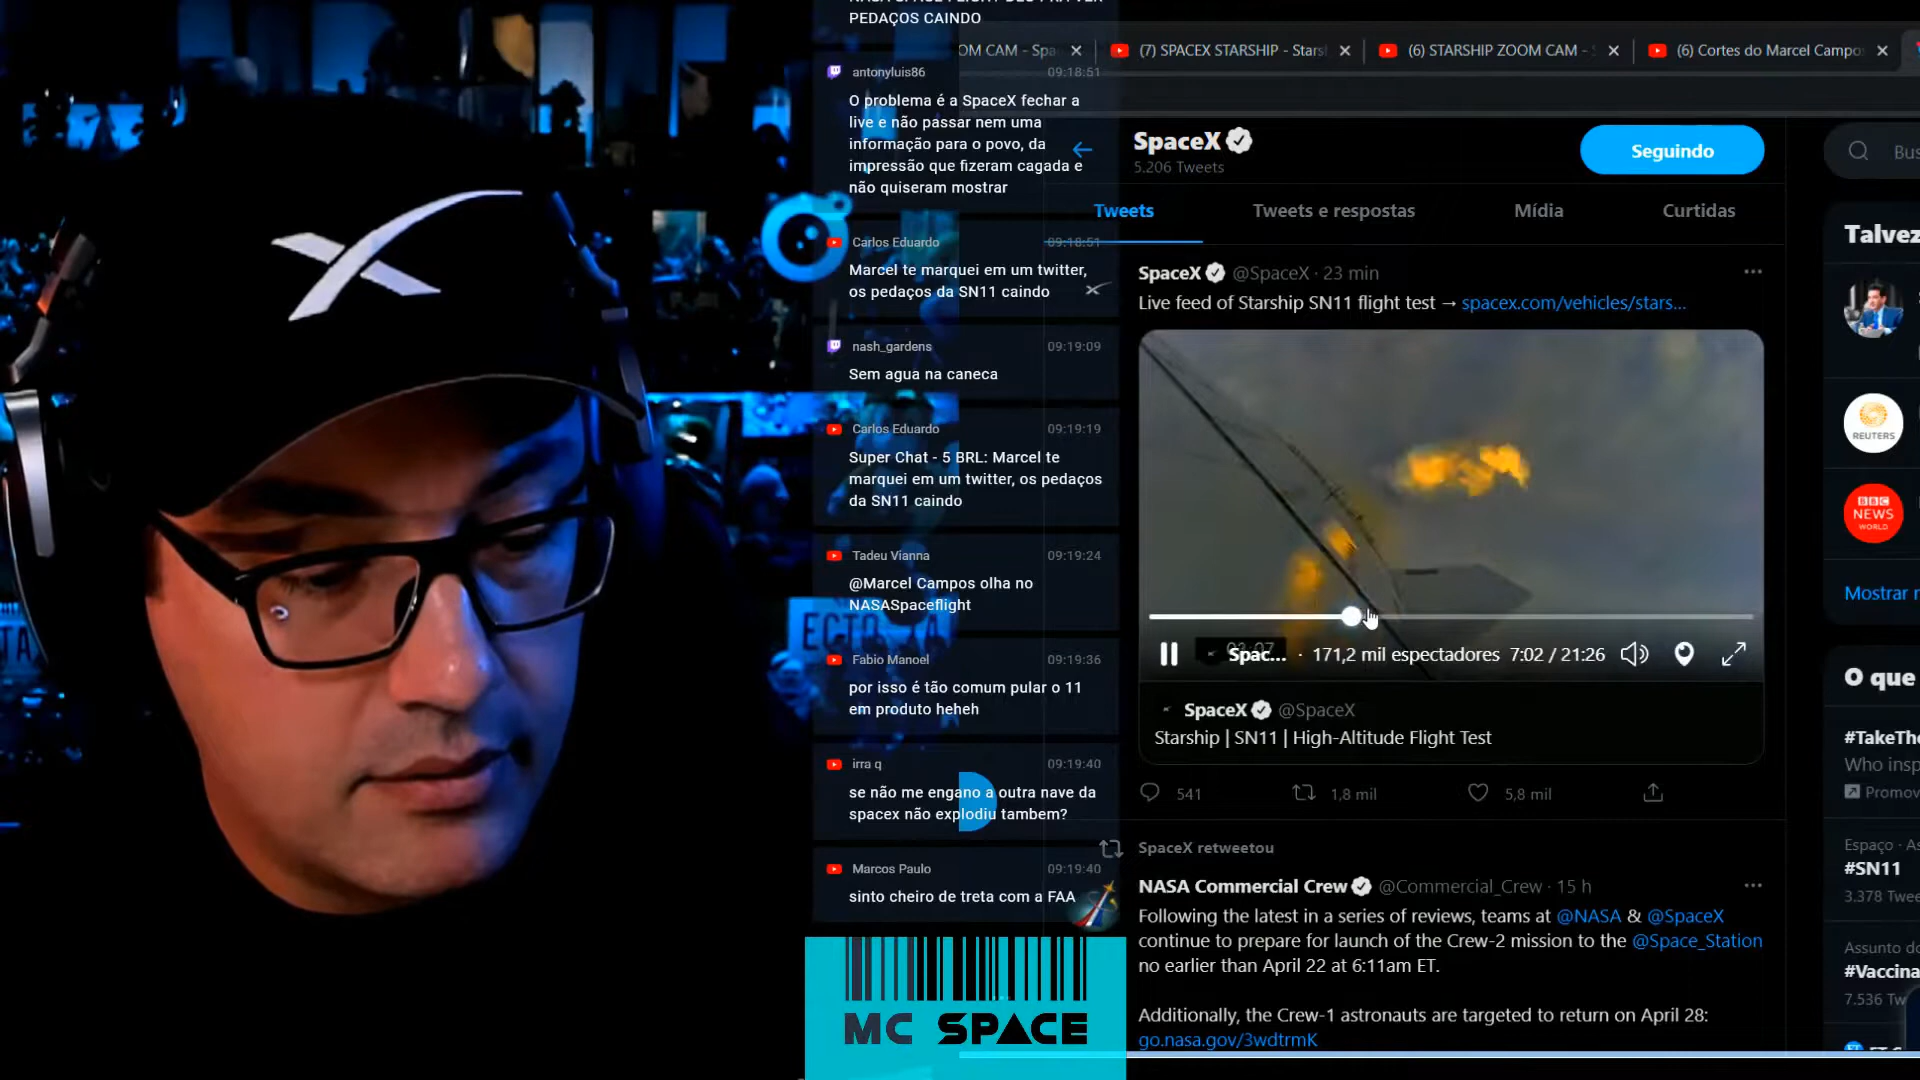 PEDAÇOS CAINDO
antonyluis86 09:18:51
O problema é a SpaceX fechar a
live e não passar nem uma
informação para o povo, da
impressão que fizeram cagada e
não quiseram mostrar
Carlos Eduardo 09:18:51
Marcel te marquei em um twitter,
os pedaços da SN11 caindo
nash_gardens 09:19:09
Sem agua na caneca
Carlos Eduardo 09:19:19
Super Chat - 5 BRL: Marcel te
marquei em um twitter, os pedaços
da SN11 caindo
Tadeu Vianna 09:19:24
@Marcel Campos olha no
NASASpaceflight
Fabio Manoel 09:19:36
por isso é tão comum pular o 11
em produto heheh
irra q 09:19:40
se não me engano a outra nave da
spacex não explodiu tambem?
Marcos Paulo 09:19:40
sinto cheiro de treta com a FAA
MC SPACE
OM CAM - Spa
(7) SPACEX STARSHIP - Stars
(6) STARSHIP ZOOM CAM -
(6) Cortes do Marcel Campo
SpaceX
5.206 Tweets
Seguindo
Tweets Tweets e respostas Mídia Curtidas
SpaceX @SpaceX · 23 min
Live feed of Starship SN11 flight test → spacex.com/vehicles/stars...
Spac... · 171,2 mil espectadores 7:02 / 21:26
SpaceX @SpaceX
Starship | SN11 | High-Altitude Flight Test
541 1,8 mil 5,8 mil
SpaceX retweetou
NASA Commercial Crew @Commercial_Crew · 15 h
Following the latest in a series of reviews, teams at @NASA & @SpaceX
continue to prepare for launch of the Crew-2 mission to the @Space_Station
no earlier than April 22 at 6:11am ET.
Additionally, the Crew-1 astronauts are targeted to return on April 28:
go.nasa.gov/3wdtrmK
Bus
Talvez
REUTERS
BBC
NEWS
WORLD
Mostrar
O que
#TakeThe
Who insp
Promov
Espaço · As
#SN11
3.378 Twee
Assunto do
#Vaccina
7.536 Tw